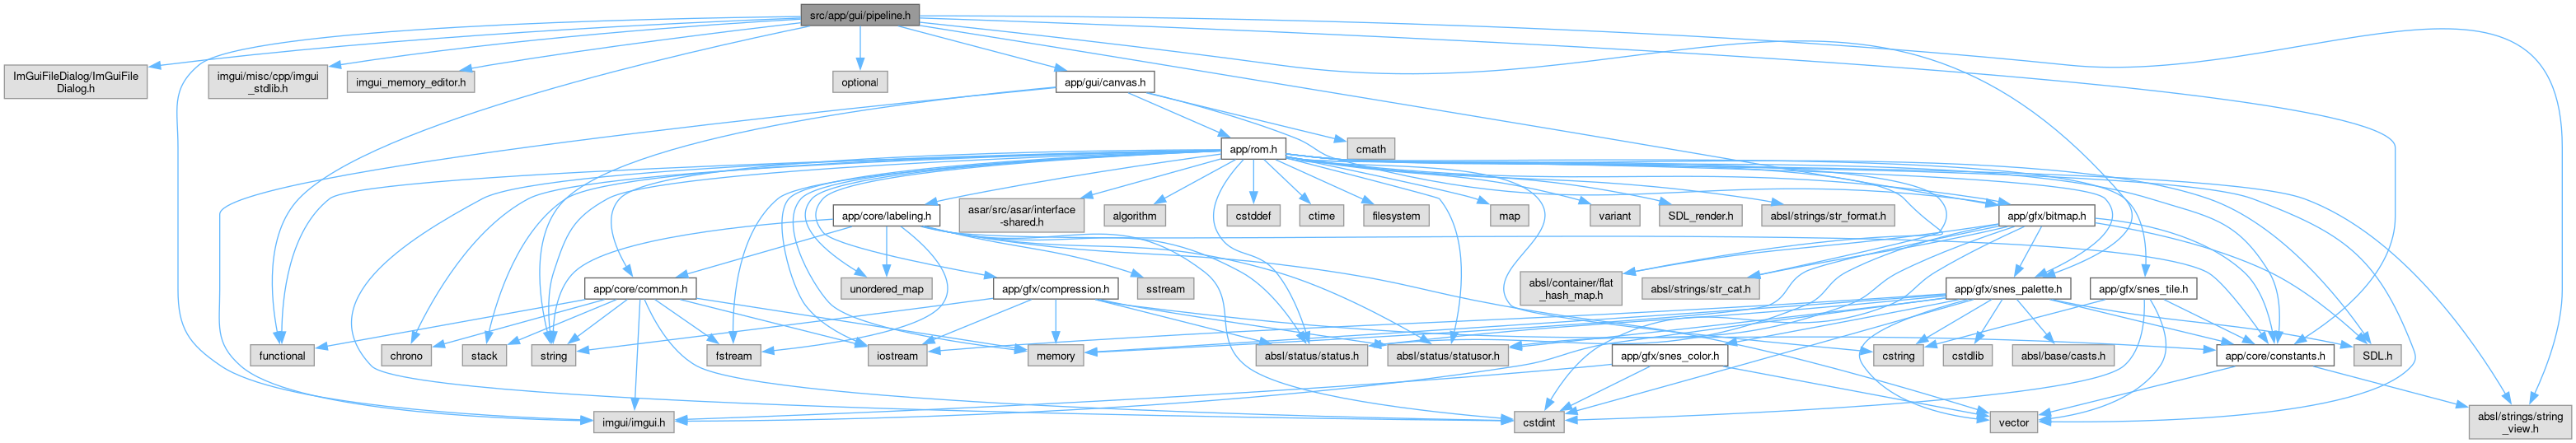 src/app/gui/pipeline.h
ImGuiFileDialog/ImGuiFile
Dialog.h
imgui/misc/cpp/imgui
_stdlib.h
imgui_memory_editor.h
optional
app/gui/canvas.h
app/rom.h
cmath
app/core/labeling.h
asar/src/asar/interface
-shared.h
algorithm
cstddef
ctime
filesystem
map
variant
SDL_render.h
absl/strings/str_format.h
app/gfx/bitmap.h
app/core/common.h
unordered_map
app/gfx/compression.h
sstream
absl/container/flat
_hash_map.h
absl/strings/str_cat.h
app/gfx/snes_palette.h
app/gfx/snes_tile.h
functional
chrono
stack
string
fstream
iostream
memory
absl/status/status.h
absl/status/statusor.h
app/gfx/snes_color.h
cstring
cstdlib
absl/base/casts.h
app/core/constants.h
SDL.h
imgui/imgui.h
cstdint
vector
absl/strings/string
_view.h